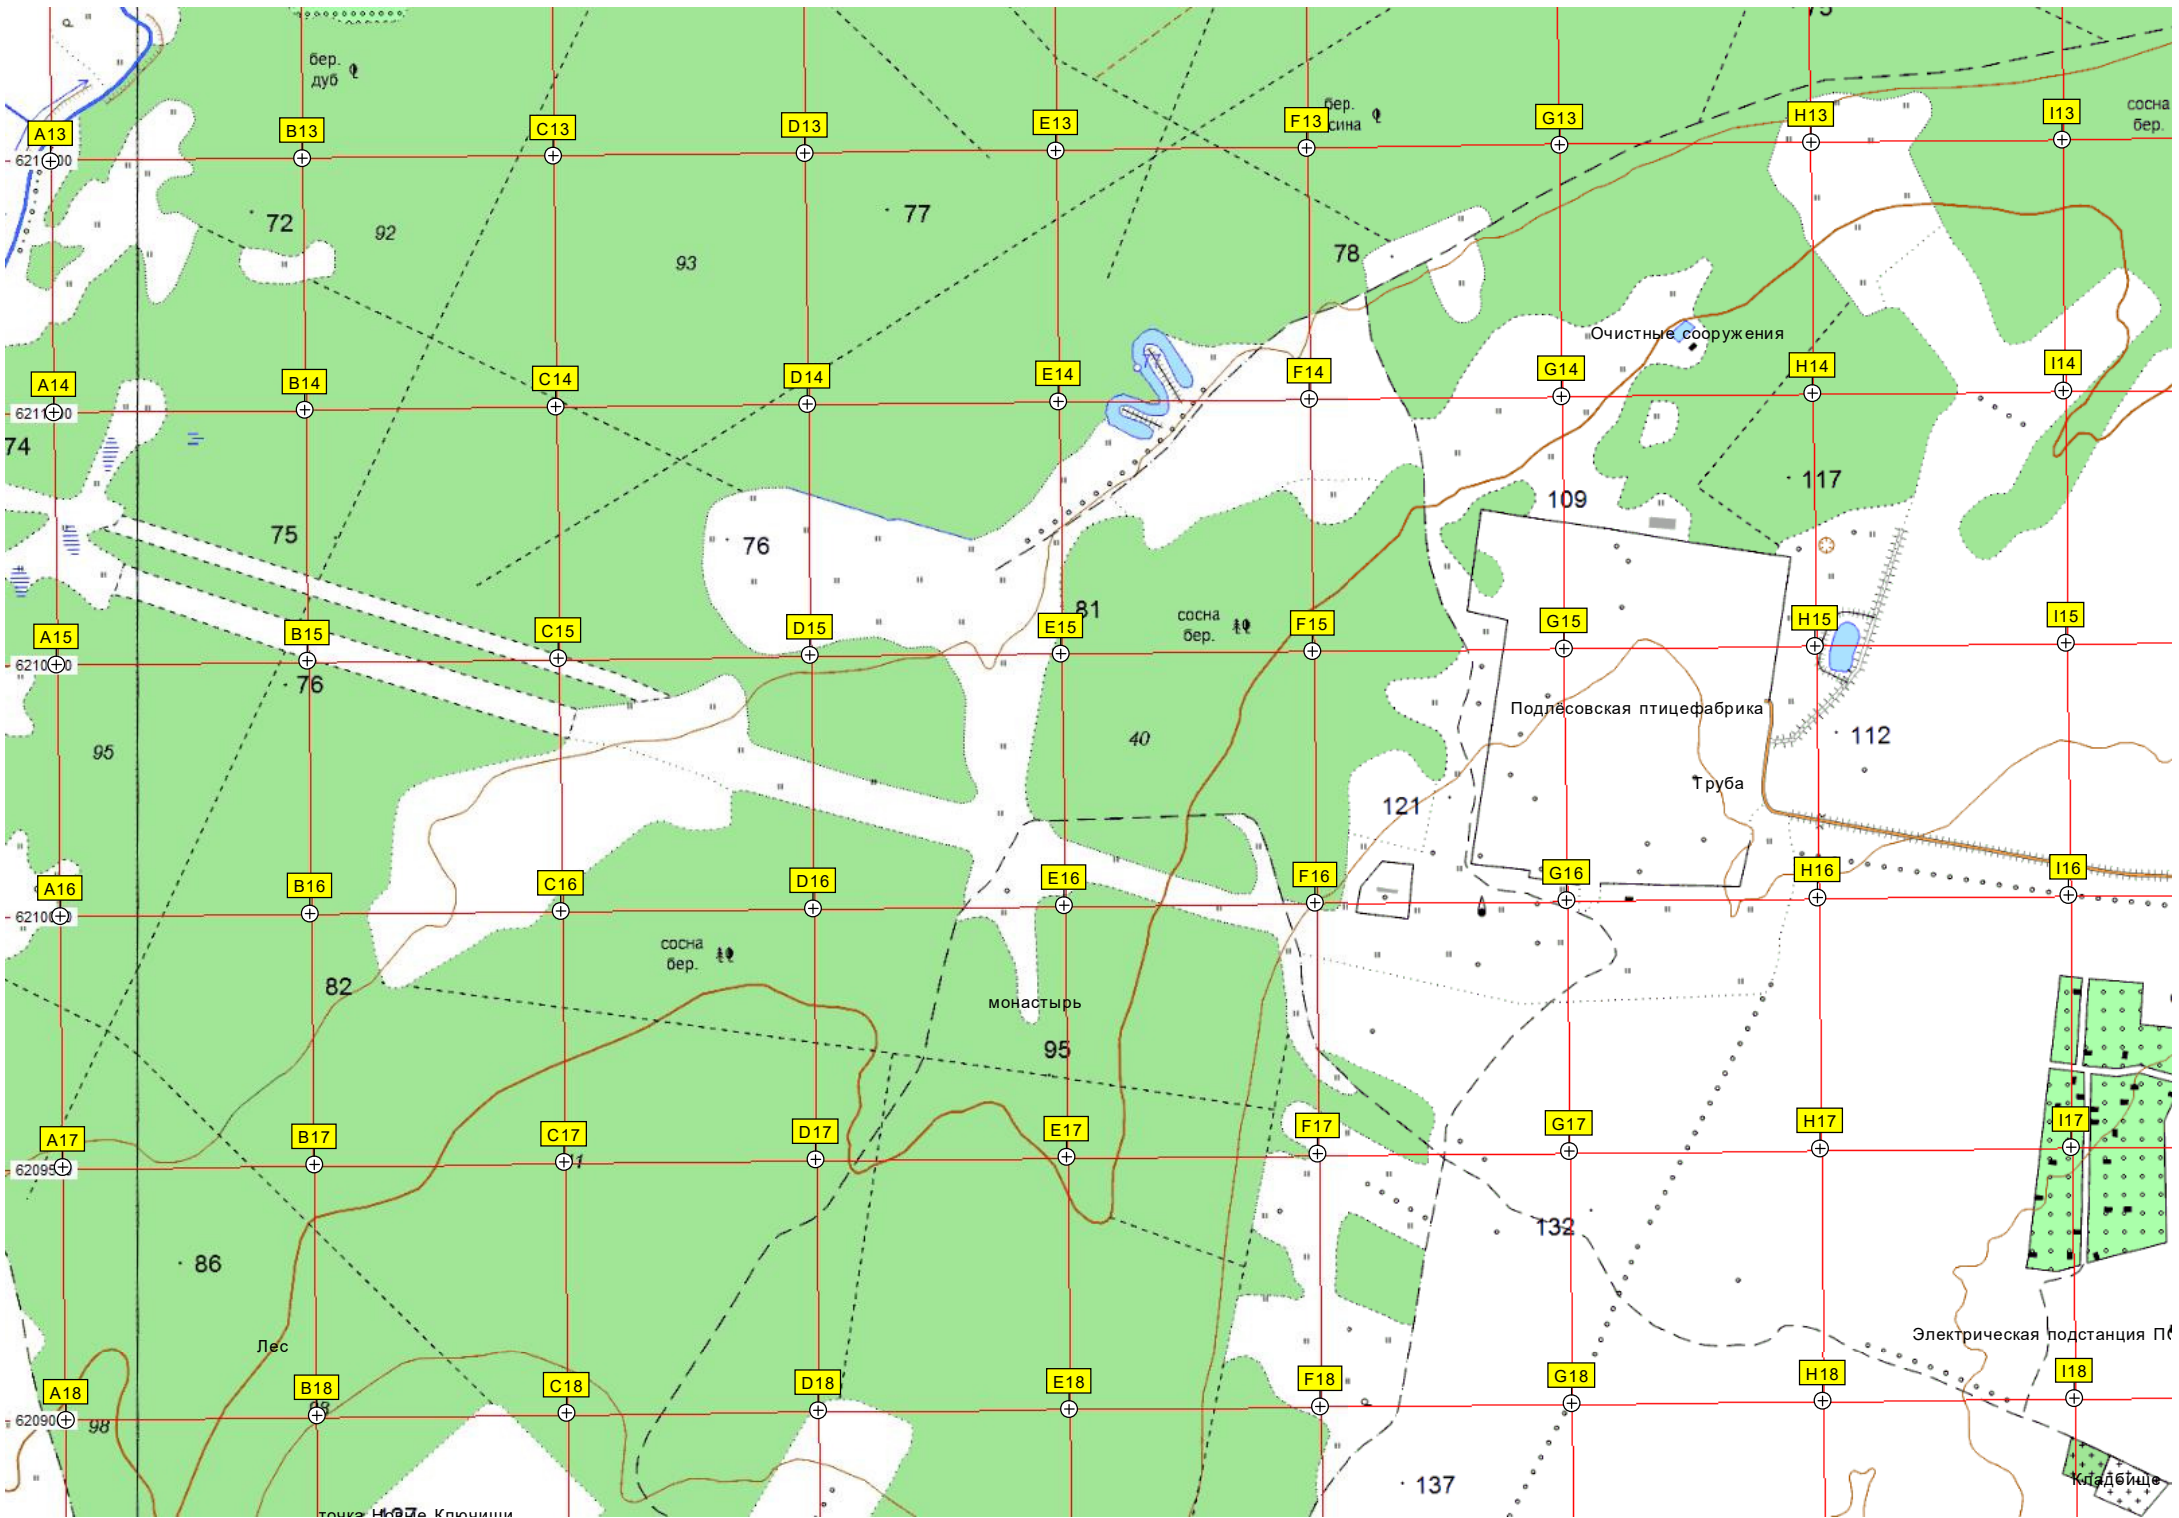 75
бер.
дуб
бер.
сина
сосна
бер.
A13
B13
C13
D13
E13
F13
G13
H13
I13
72
92
93
77
78
Очистные сооружения
A14
B14
C14
D14
E14
F14
G14
H14
I14
74
75
76
109
117
81
сосна
бер.
A15
B15
C15
D15
E15
F15
G15
H15
I15
76
95
40
Подлёсовская птицефабрика
112
Труба
121
A16
B16
C16
D16
E16
F16
G16
H16
I16
сосна
бер.
82
монастырь
95
A17
B17
C17
D17
E17
F17
G17
H17
I17
132
86
Лес
Электрическая подстанция
A18
B18
C18
D18
E18
F18
G18
H18
I18
98
137
Кладбище
точка Новые Ключищи